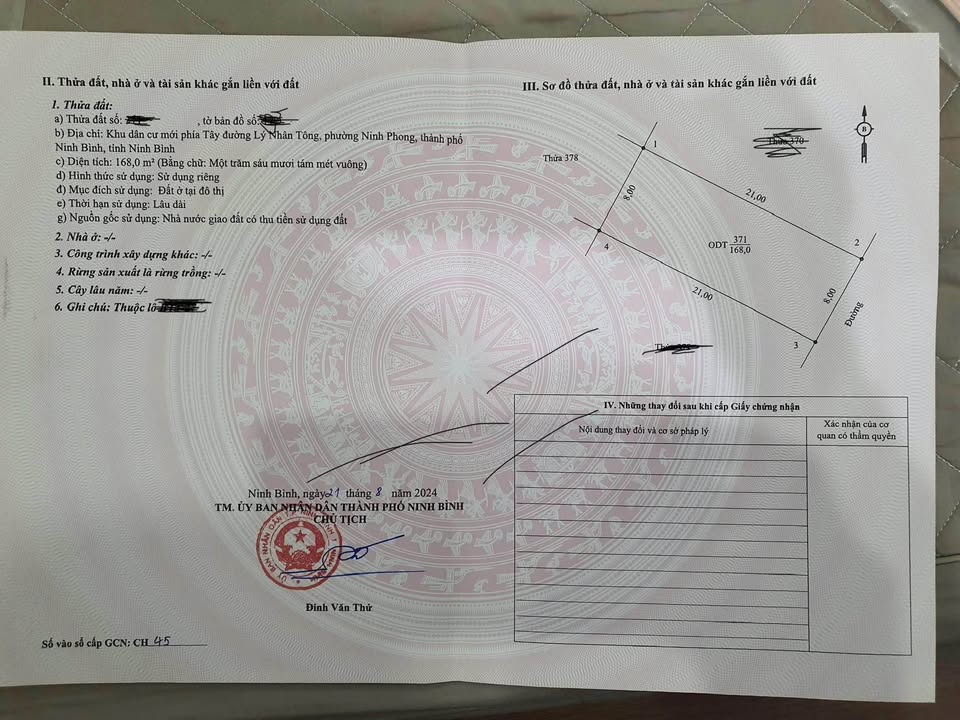 II. Thửa đất, nhà ở và tài sản khác gắn liền với đất
1. Thửa đất:
a) Thửa đất số: , tờ bản đồ số:
b) Địa chỉ: Khu dân cư mới phía Tây đường Lý Nhân Tông, phường Ninh Phong, thành phố
Ninh Bình, tỉnh Ninh Bình
c) Diện tích: 168,0 m² (Bằng chữ: Một trăm sáu mươi tám mét vuông)
d) Hình thức sử dụng: Sử dụng riêng
đ) Mục đích sử dụng: Đất ở tại đô thị
e) Thời hạn sử dụng: Lâu dài
g) Nguồn gốc sử dụng: Nhà nước giao đất có thu tiền sử dụng đất
2. Nhà ở: -/-
3. Công trình xây dựng khác: -/-
4. Rừng sản xuất là rừng trồng: -/-
5. Cây lâu năm: -/-
6. Ghi chú: Thuộc lô
Ninh Bình, ngày 21 tháng 8 năm 2024
TM. ỦY BAN NHÂN DÂN THÀNH PHỐ NINH BÌNH
CHỦ TỊCH
Đinh Văn Thứ
Số vào sổ cấp GCN: CH 45
III. Sơ đồ thửa đất, nhà ở và tài sản khác gắn liền với đất
B
Thửa 378
1
8,00
21,00
2
4
ODT 371
168,0
21,00
8,00
Đường
3
IV. Những thay đổi sau khi cấp Giấy chứng nhận
Nội dung thay đổi và cơ sở pháp lý
Xác nhận của cơ
quan có thẩm quyền